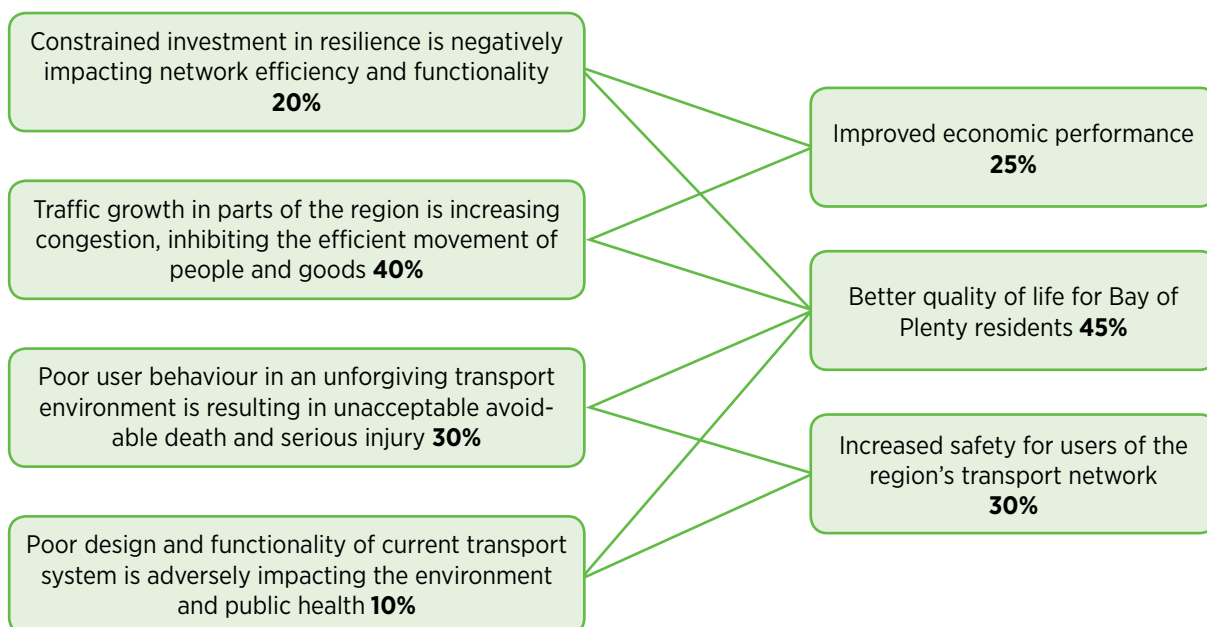 Constrained investment in resilience is negatively
impacting network efficiency and functionality
20%
Traffic growth in parts of the region is increasing
congestion, inhibiting the efficient movement of
people and goods 40%
Poor user behaviour in an unforgiving transport
environment is resulting in unacceptable avoid-
able death and serious injury 30%
Poor design and functionality of current transport
system is adversely impacting the environment
and public health 10%
Improved economic performance
25%
Better quality of life for Bay of
Plenty residents 45%
Increased safety for users of the
region's transport network
30%